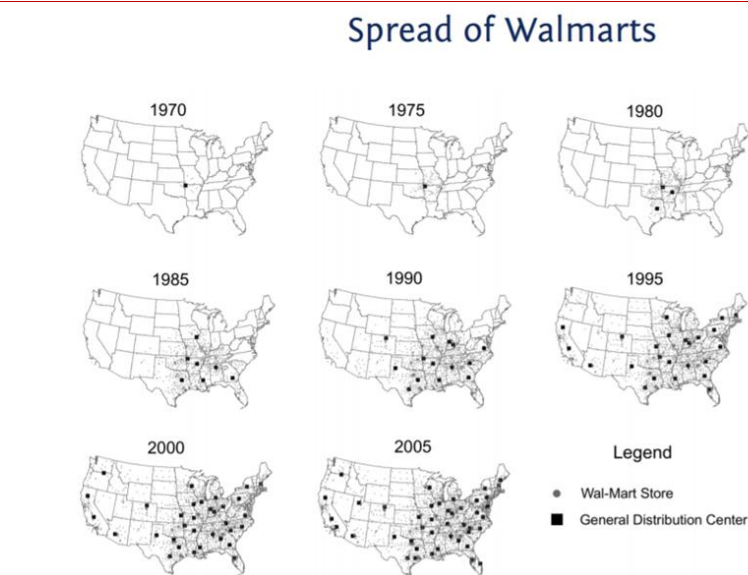 Spread of Walmarts
1970
1975
1980
1985
1990
1995
2000
2005
Legend
Wal-Mart Store
General Distribution Center